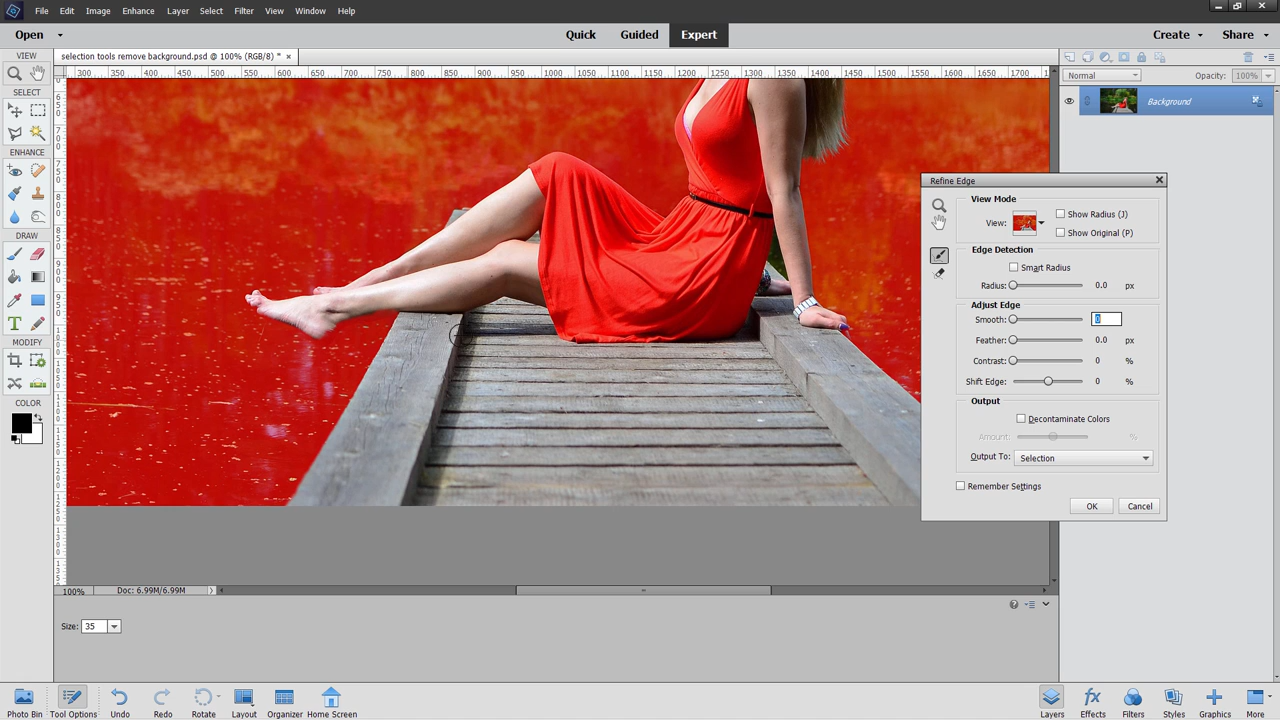 File Edit Image Enhance Layer Select Filter View Window Help
Open Quick Guided Expert Create Share
VIEW selection tools remove background.psd @ 100% (RGB/8) * ×
300 350 400 450 500 550 600 650 700 750 800 850 900 950 1000 1050 1100 1150 1200 1250 1300 1350 1400 1450 1500 1550 1600 1650 1700
Normal Opacity: 100%
SELECT
Background
ENHANCE
Refine Edge
View Mode
View: Show Radius (J)
Show Original (P)
DRAW
Edge Detection
Smart Radius
Radius: 0.0 px
Adjust Edge
Smooth: 0
Feather: 0.0 px
MODIFY
Contrast: 0 %
Shift Edge: 0 %
COLOR
Output
Decontaminate Colors
Amount: %
Output To: Selection
Remember Settings
OK Cancel
100% Doc: 6.99M/6.99M
Size: 35
Photo Bin Tool Options Undo Redo Rotate Layout Organizer Home Screen Layers Effects Filters Styles Graphics More